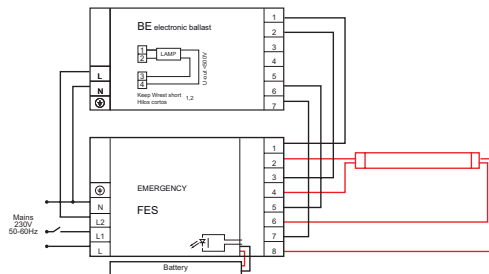 BE electronic ballast
1
2
3
4
5
6
7
1
2
3
4
LAMP
U-out <500V
Keep Wrest short 1,2
Hilos cortos
L
N
EMERGENCY
FES
1
2
3
4
5
6
7
8
N
L2
L1
L
Mains
230V
50-60Hz
Battery